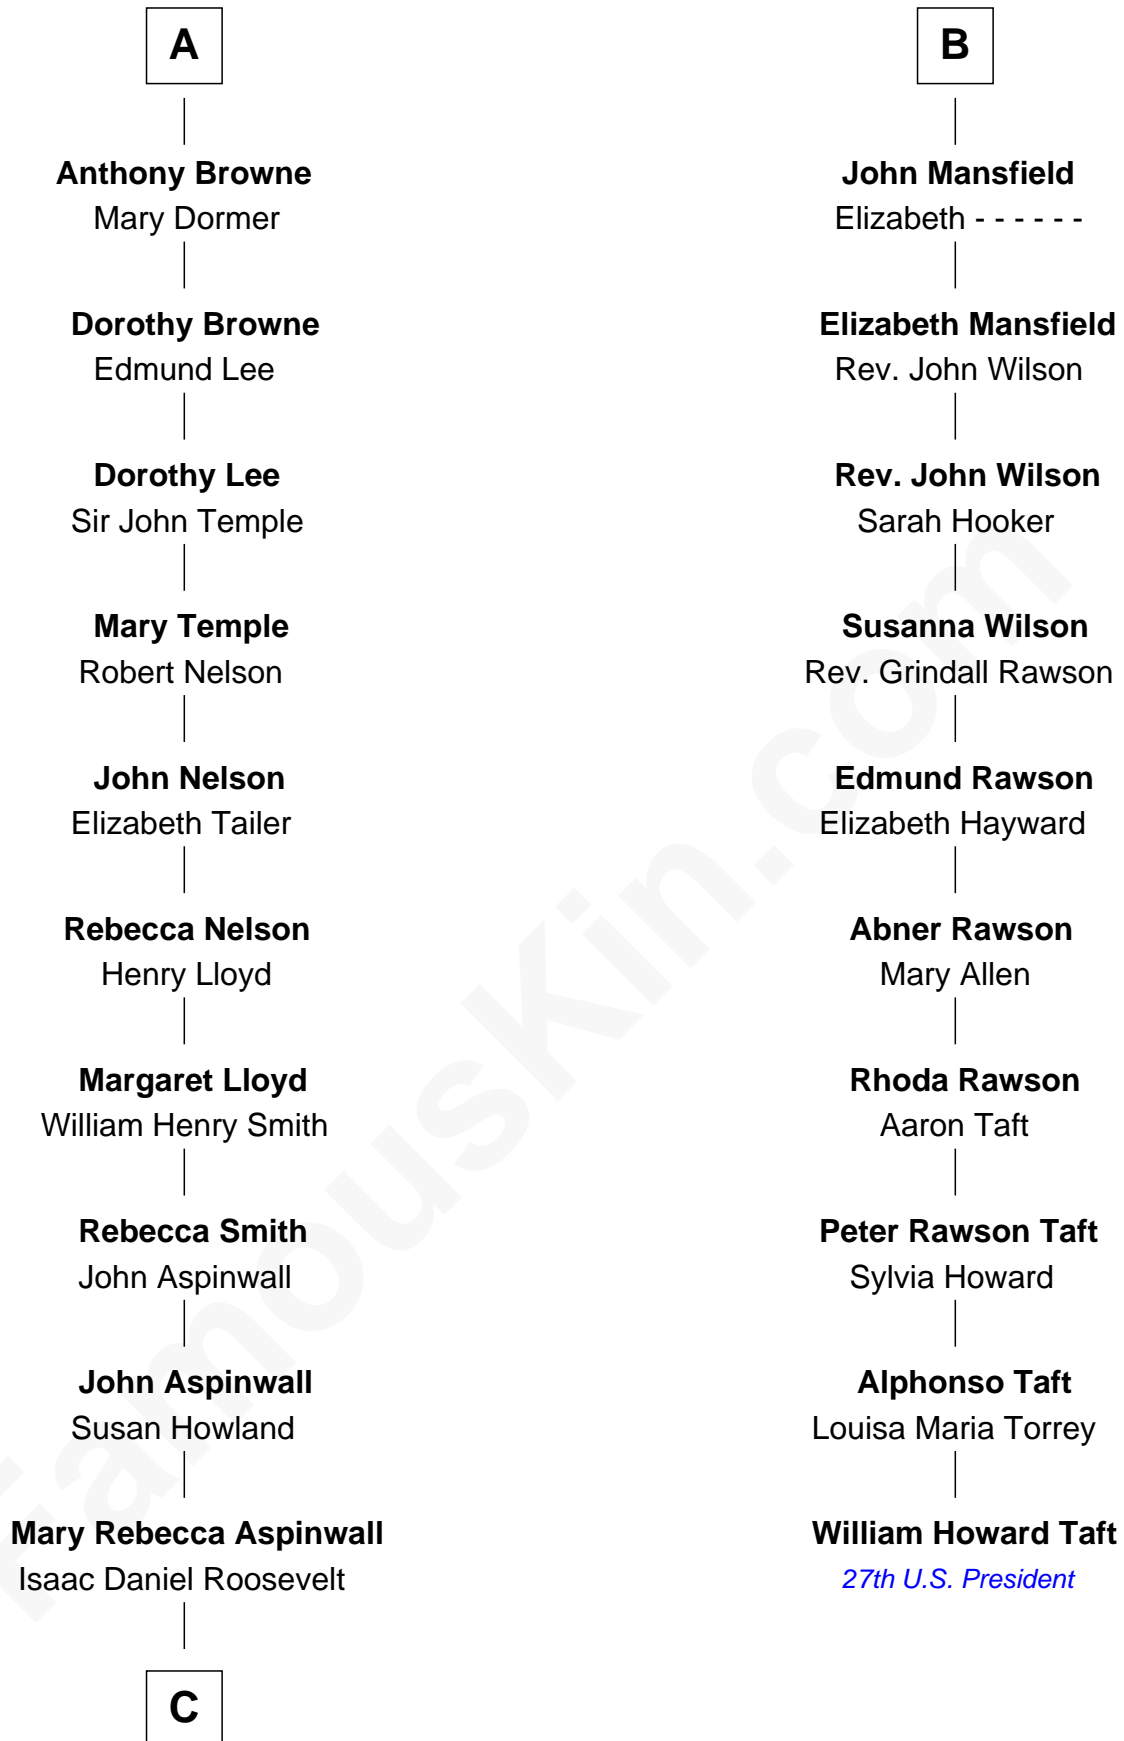 A
Anthony Browne
Mary Dormer
Dorothy Browne
Edmund Lee
Dorothy Lee
Sir John Temple
Mary Temple
Robert Nelson
John Nelson
Elizabeth Tailer
Rebecca Nelson
Henry Lloyd
Margaret Lloyd
William Henry Smith
Rebecca Smith
John Aspinwall
John Aspinwall
Susan Howland
Mary Rebecca Aspinwall
Isaac Daniel Roosevelt
C
B
John Mansfield
Elizabeth - - - - - -
Elizabeth Mansfield
Rev. John Wilson
Rev. John Wilson
Sarah Hooker
Susanna Wilson
Rev. Grindall Rawson
Edmund Rawson
Elizabeth Hayward
Abner Rawson
Mary Allen
Rhoda Rawson
Aaron Taft
Peter Rawson Taft
Sylvia Howard
Alphonso Taft
Louisa Maria Torrey
William Howard Taft
27th U.S. President
FamousKin.com